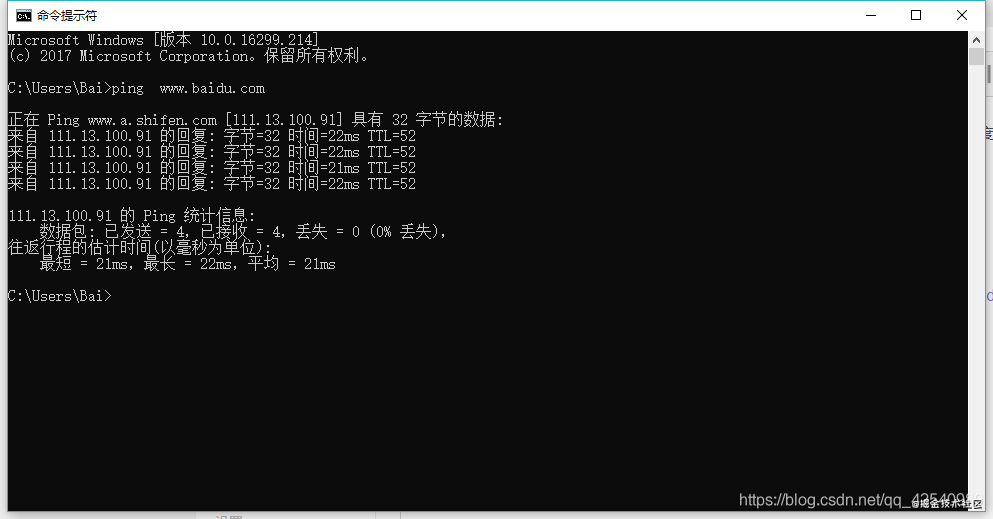 命令提示符
Microsoft Windows [版本 10.0.16299.214]
(c) 2017 Microsoft Corporation。保留所有权利。
C:\Users\Bai>ping  www.baidu.com
正在 Ping www.a.shifen.com [111.13.100.91] 具有 32 字节的数据:
来自 111.13.100.91 的回复: 字节=32 时间=22ms TTL=52
来自 111.13.100.91 的回复: 字节=32 时间=22ms TTL=52
来自 111.13.100.91 的回复: 字节=32 时间=21ms TTL=52
来自 111.13.100.91 的回复: 字节=32 时间=22ms TTL=52
111.13.100.91 的 Ping 统计信息:
    数据包: 已发送 = 4，已接收 = 4，丢失 = 0 (0% 丢失)，
往返行程的估计时间(以毫秒为单位):
    最短 = 21ms，最长 = 22ms，平均 = 21ms
C:\Users\Bai>
@掘金技术社区